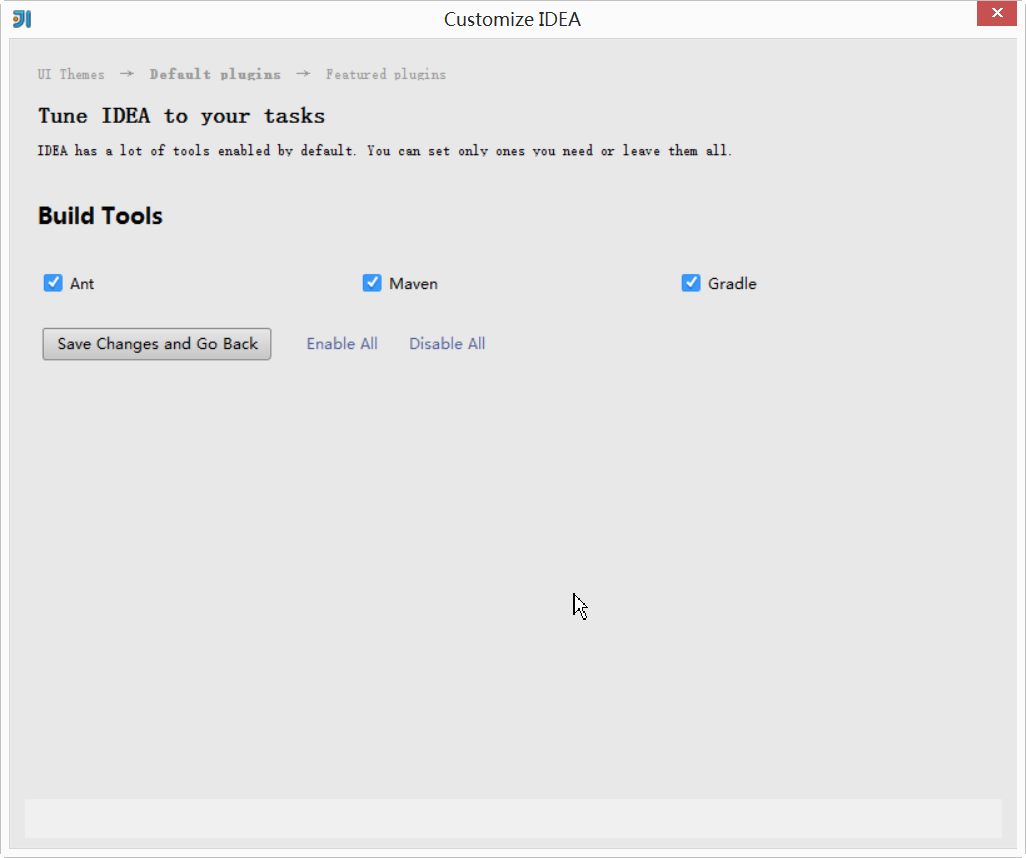 Customize IDEA
UI Themes → Default plugins → Featured plugins
Tune IDEA to your tasks
IDEA has a lot of tools enabled by default. You can set only ones you need or leave them all.
Build Tools
Ant Maven Gradle
Save Changes and Go Back Enable All Disable All